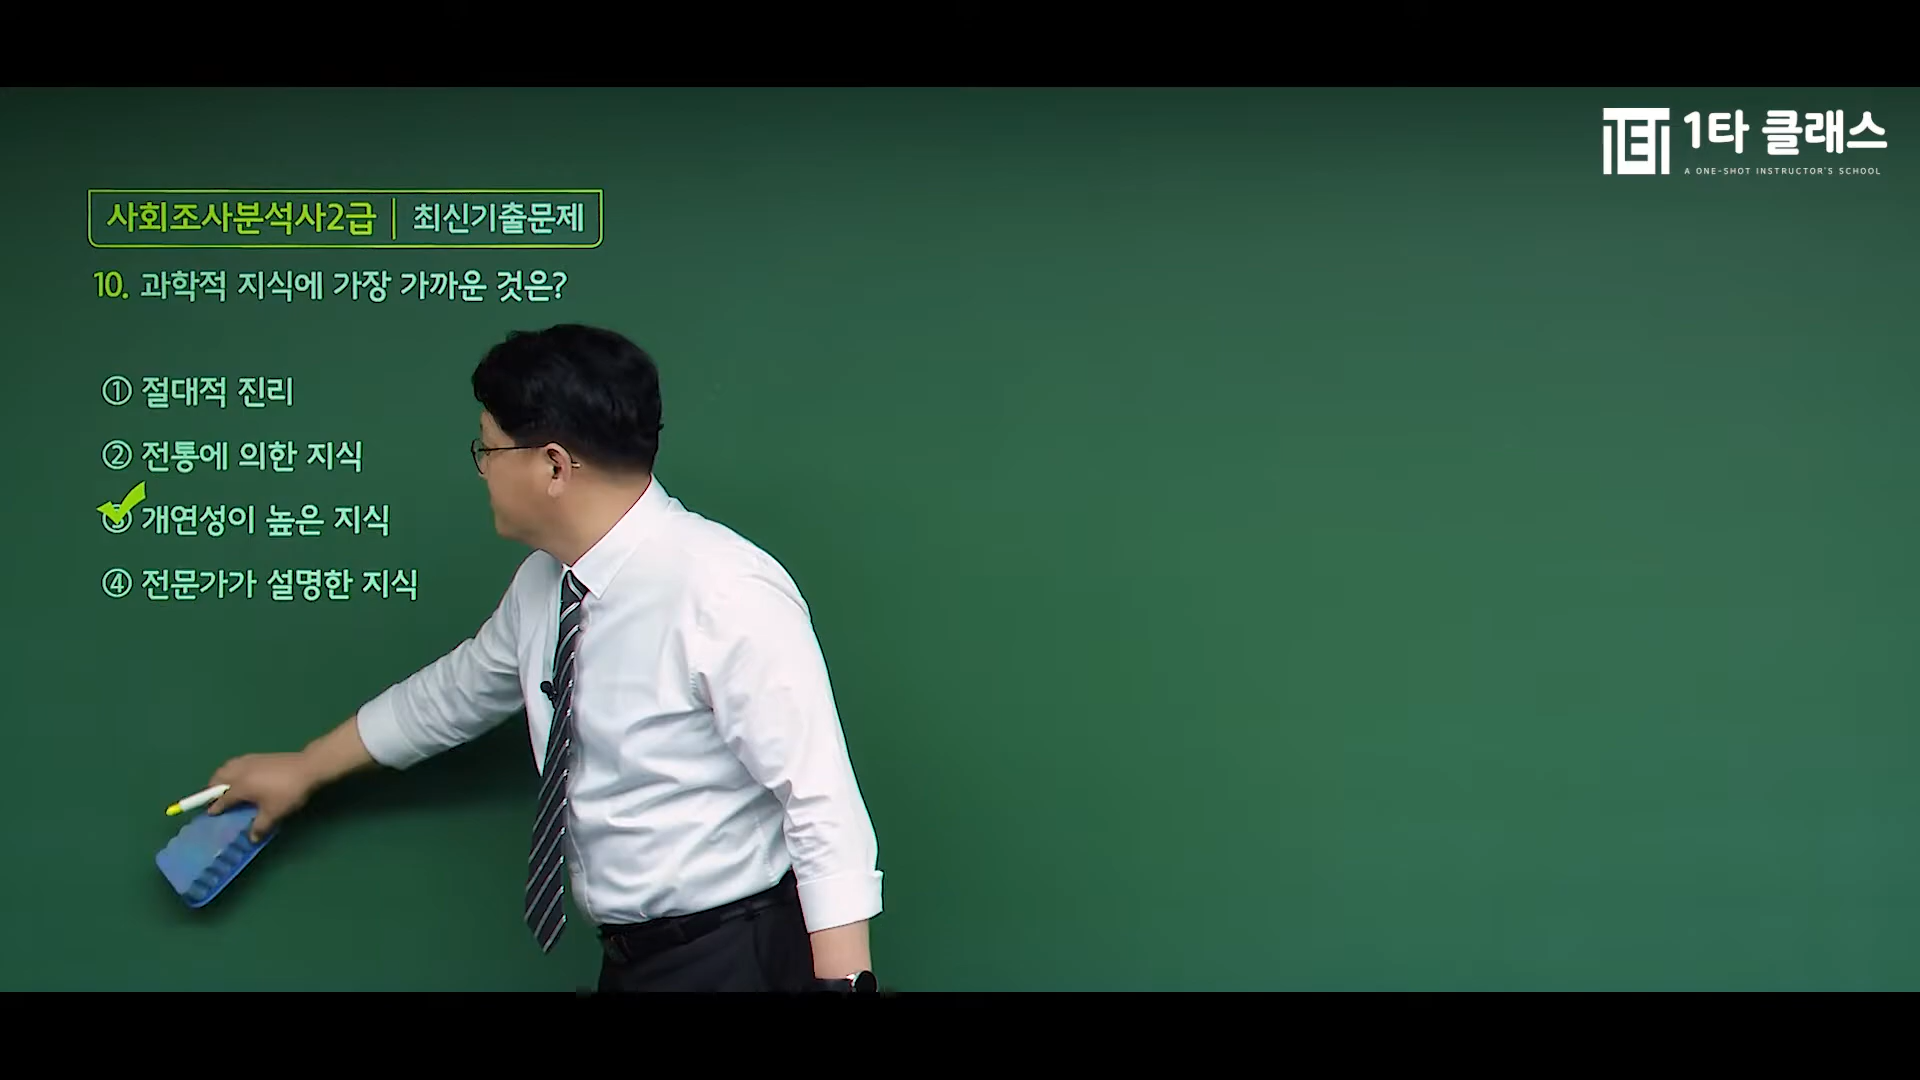 1타 클래스
A ONE-SHOT INSTRUCTOR'S SCHOOL
사회조사분석사2급 | 최신기출문제
10. 과학적 지식에 가장 가까운 것은?
① 절대적 진리
② 전통에 의한 지식
③ 개연성이 높은 지식
④ 전문가가 설명한 지식